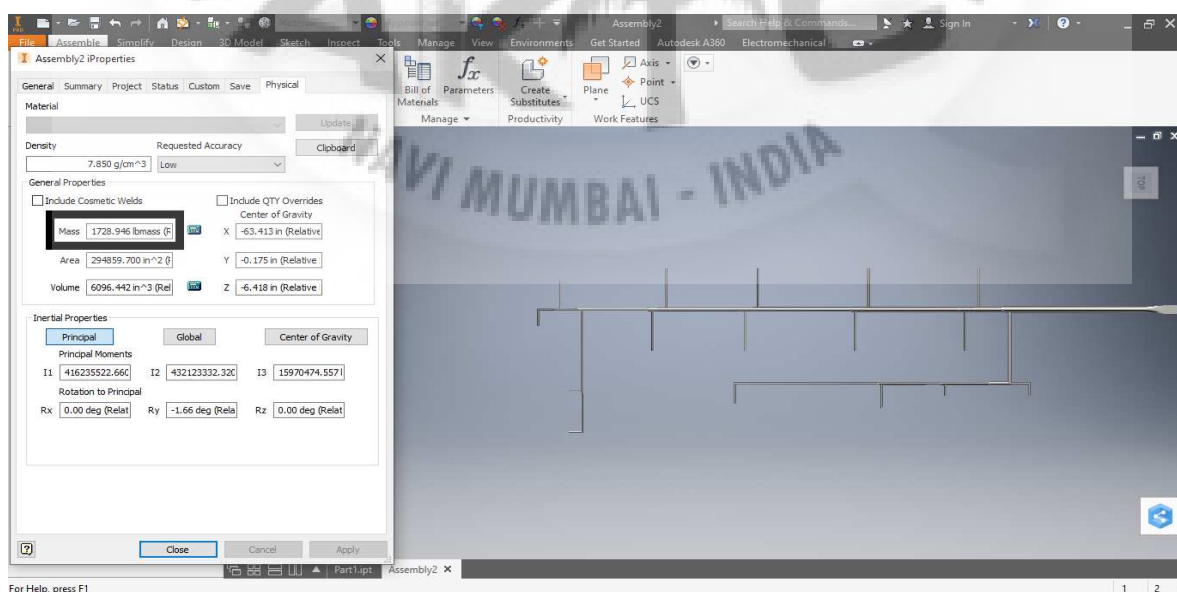 Assembly2
Search Help & Commands...
Sign In
File Assemble Simplify Design 3D Model Sketch Inspect Tools Manage View Environments Get Started Autodesk A360 Electromechanical
Assembly2 iProperties
General Summary Project Status Custom Save Physical
Material
Update
Density Requested Accuracy
Clipboard
7.850 g/cm^3 Low
General Properties
Include Cosmetic Welds Include QTY Overrides
Center of Gravity
Mass 1728.946 lbmass (R X -63.413 in (Relative
Area 294859.700 in^2 (F Y -0.175 in (Relative
Volume 6096.442 in^3 (Rel Z -6.418 in (Relative
Inertial Properties
Principal Global Center of Gravity
Principal Moments
I1 416235522.660 I2 432123332.320 I3 15970474.557
Rotation to Principal
Rx 0.00 deg (Relat Ry -1.66 deg (Rela Rz 0.00 deg (Relat
Close Cancel Apply
Bill of Materials
Parameters
Manage
Create Substitutes
Productivity
Plane
Axis
Point
UCS
Work Features
NAVI MUMBAI - INDIA
TOP
Part1.ipt Assembly2
For Help, press F1
1 2